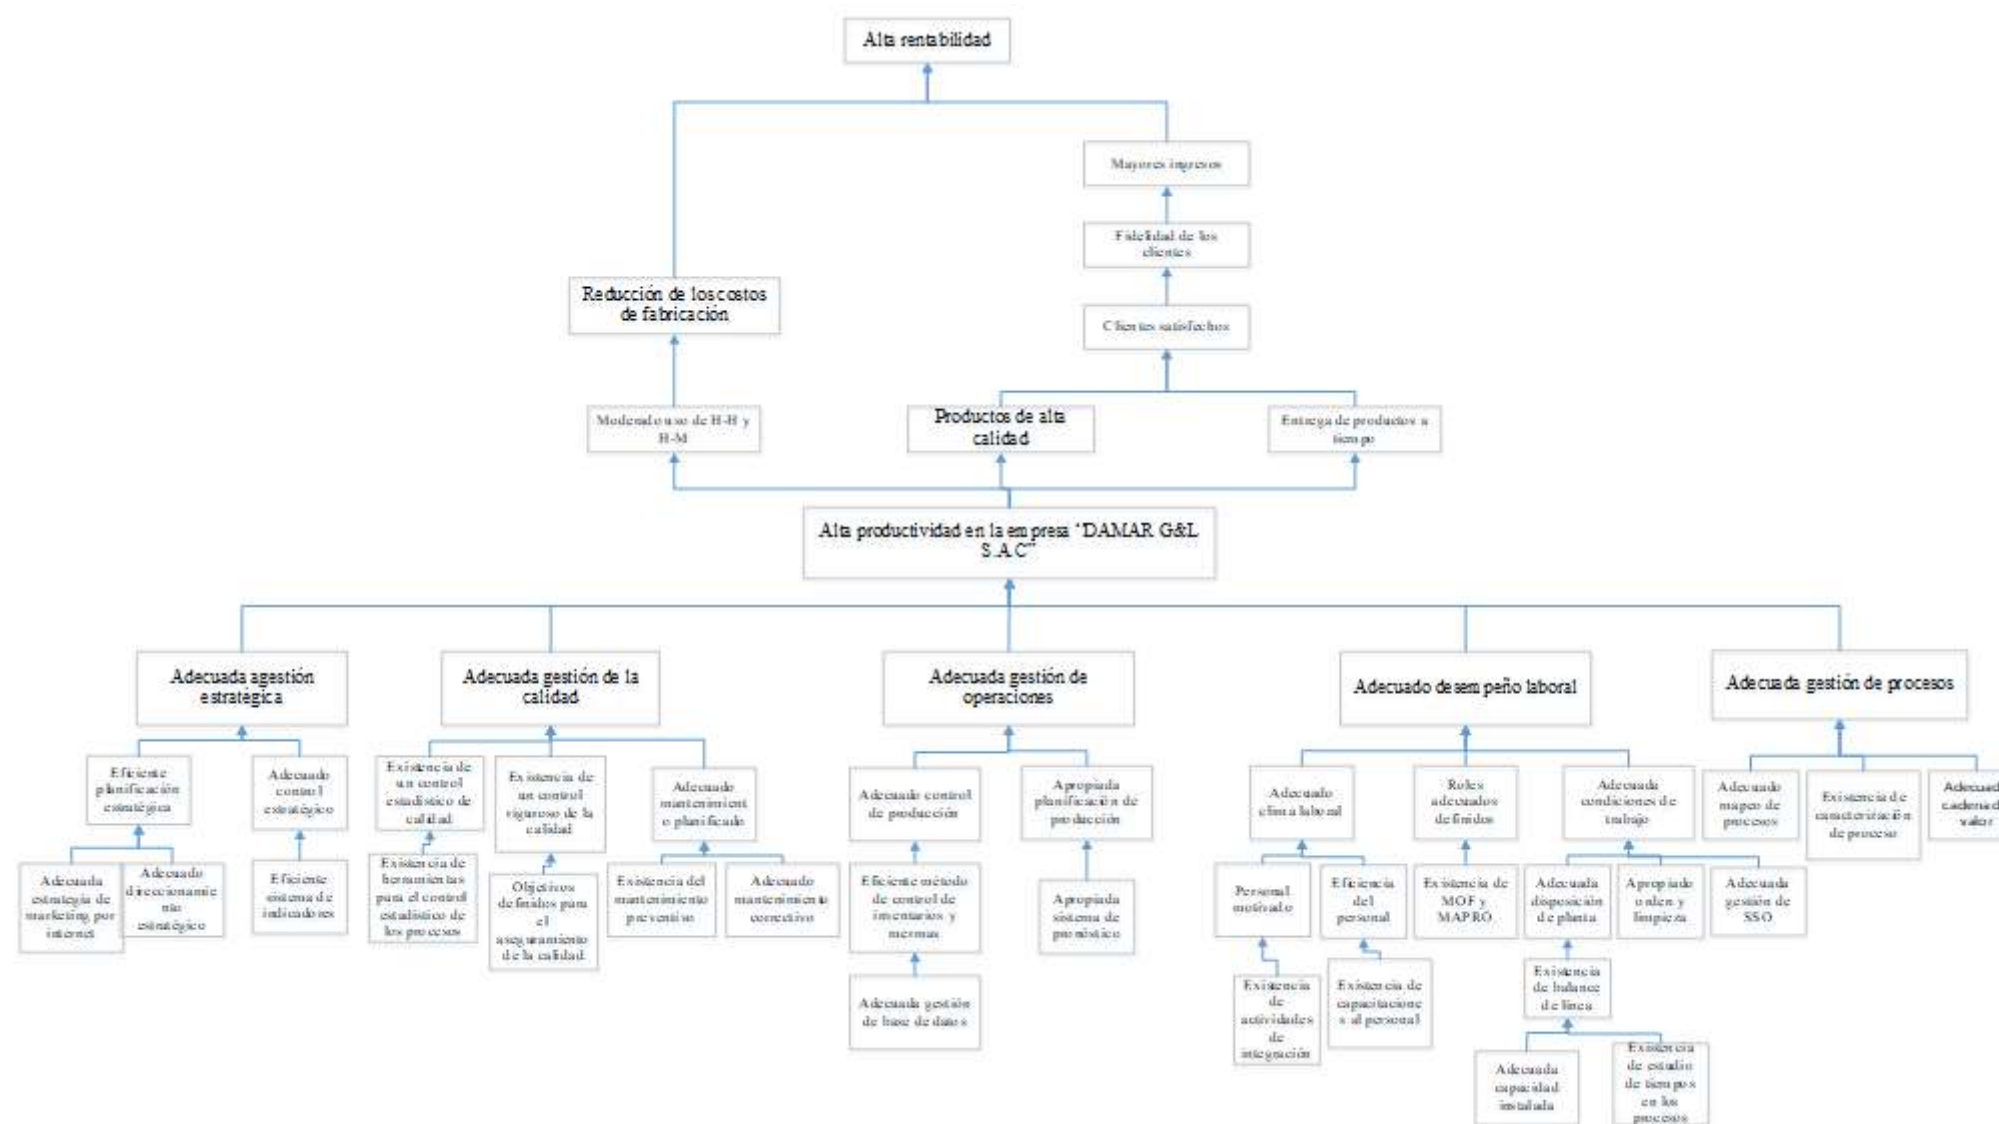 Alta rentabilidad
Mayores ingresos
Fidelidad de los
clientes
Reducción de los costos
de fabricación
Clientes satisfechos
Moderado uso de H-H y
H-M
Productos de alta
calidad
Entrega de productos a
tiempo
Alta productividad en la empresa "DAMAR G&L
S.A.C"
Adecuada agestión
estratégica
Adecuada gestión de la
calidad
Adecuada gestión de
operaciones
Adecuado desempeño laboral
Adecuada gestión de procesos
Eficiente
planificación
estratégica
Adecuado
control
estratégico
Existencia de
un control
estadístico de
calidad
Existencia de
un control
viguroso de la
calidad
Adecuado
mantenimient
o planificado
Adecuado control
de producción
Apropiada
planificación de
producción
Adecuado
clima laboral
Roles
adecuados
definidos
Adecuada
condiciones de
trabajo
Adecuado
mapeo de
procesos
Existencia de
caracterización
de proceso
Adecuad
cadena d
valor
Adecuada
estrategia de
marketing por
internet
Adecuado
direccionamie
nto
estratégico
Eficiente
sistema de
indicadores
Existencia de
herramientas
para el control
estadístico de
los procesos
Objetivos
definidos para
el
aseguramiento
de la calidad
Existencia del
mantenimiento
preventivo
Adecuado
mantenimiento
correctivo
Eficiente método
de control de
inventarios y
mermas
Apropiada
sistema de
pronóstico
Personal
motivado
Eficiencia
del
personal
Existencia de
MOF y
MAPRO
Adecuada
disposición
de planta
Apropiado
orden y
limpieza
Adecuada
gestión de
SSO
Adecuada gestión
de base de datos
Existencia
de
actividades
de
integración
Existencia de
capacitacione
s al personal
Existencia
de balance
de línea
Adecuada
capacidad
instalada
Existencia
de estudio
de tiempos
en los
procesos